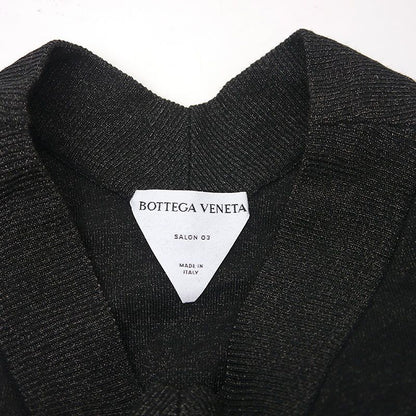 BOTTEGA VENETA
SALON 03
MADE IN
ITALY